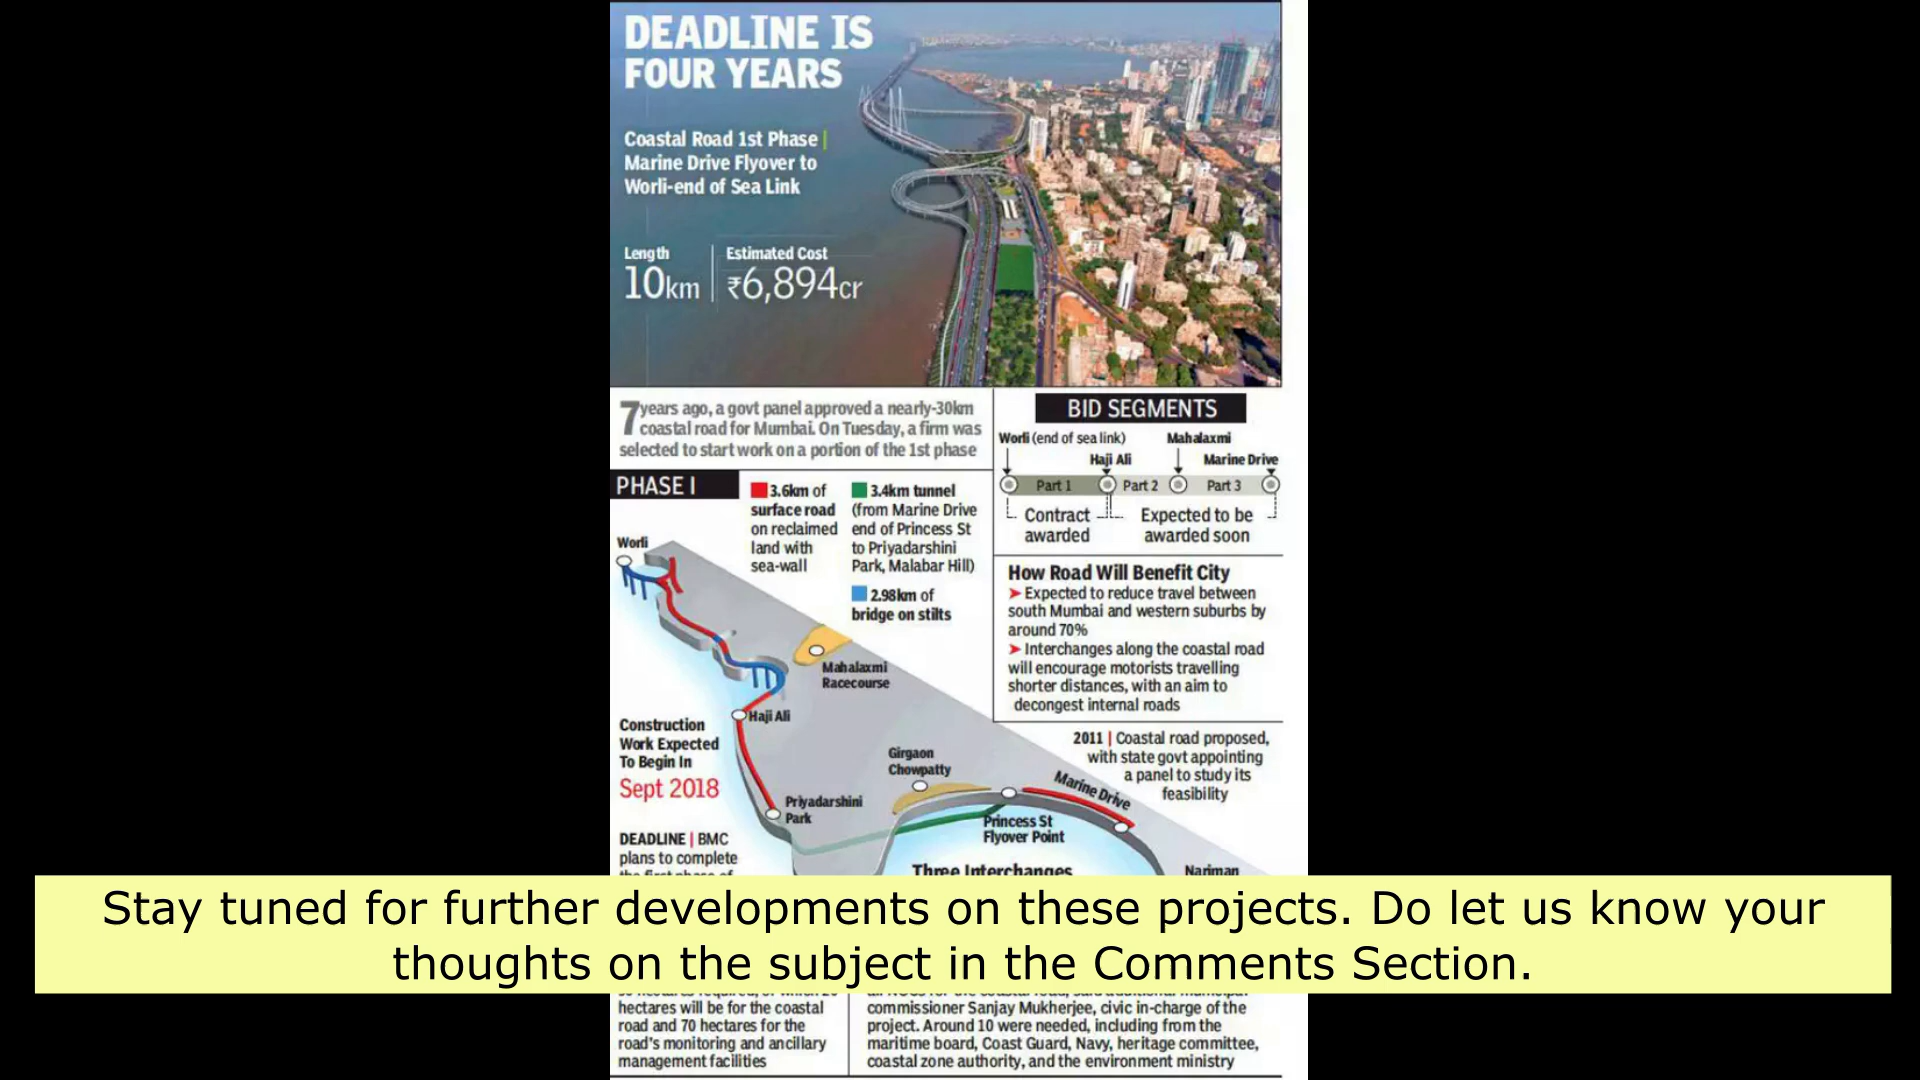 DEADLINE IS
FOUR YEARS
Coastal Road 1st Phase |
Marine Drive Flyover to
Worli-end of Sea Link
Length
10km
Estimated Cost
₹6,894cr
7 years ago, a govt panel approved a nearly-30km
coastal road for Mumbai. On Tuesday, a firm was
selected to start work on a portion of the 1st phase
BID SEGMENTS
Worli (end of sea link)
Mahalaxmi
Haji Ali
Marine Drive
Part 1
Part 2
Part 3
Contract
awarded
Expected to be
awarded soon
PHASE I
3.6km of
surface road
on reclaimed
land with
sea-wall
3.4km tunnel
(from Marine Drive
end of Princess St
to Priyadarshini
Park, Malabar Hill)
2.98km of
bridge on stilts
How Road Will Benefit City
➤ Expected to reduce travel between
south Mumbai and western suburbs by
around 70%
➤ Interchanges along the coastal road
will encourage motorists travelling
shorter distances, with an aim to
decongest internal roads
Worli
Mahalaxmi
Racecourse
Haji Ali
Construction
Work Expected
To Begin In
Sept 2018
Girgaon
Chowpatty
Marine Drive
2011 | Coastal road proposed,
with state govt appointing
a panel to study its
feasibility
Priyadarshini
Park
Princess St
Flyover Point
DEADLINE | BMC
plans to complete
Three Interchanges
Nariman
Stay tuned for further developments on these projects. Do let us know your
thoughts on the subject in the Comments Section.
hectares will be for the coastal
road and 70 hectares for the
road's monitoring and ancillary
management facilities
commissioner Sanjay Mukherjee, civic in-charge of the
project. Around 10 were needed, including from the
maritime board, Coast Guard, Navy, heritage committee,
coastal zone authority, and the environment ministry